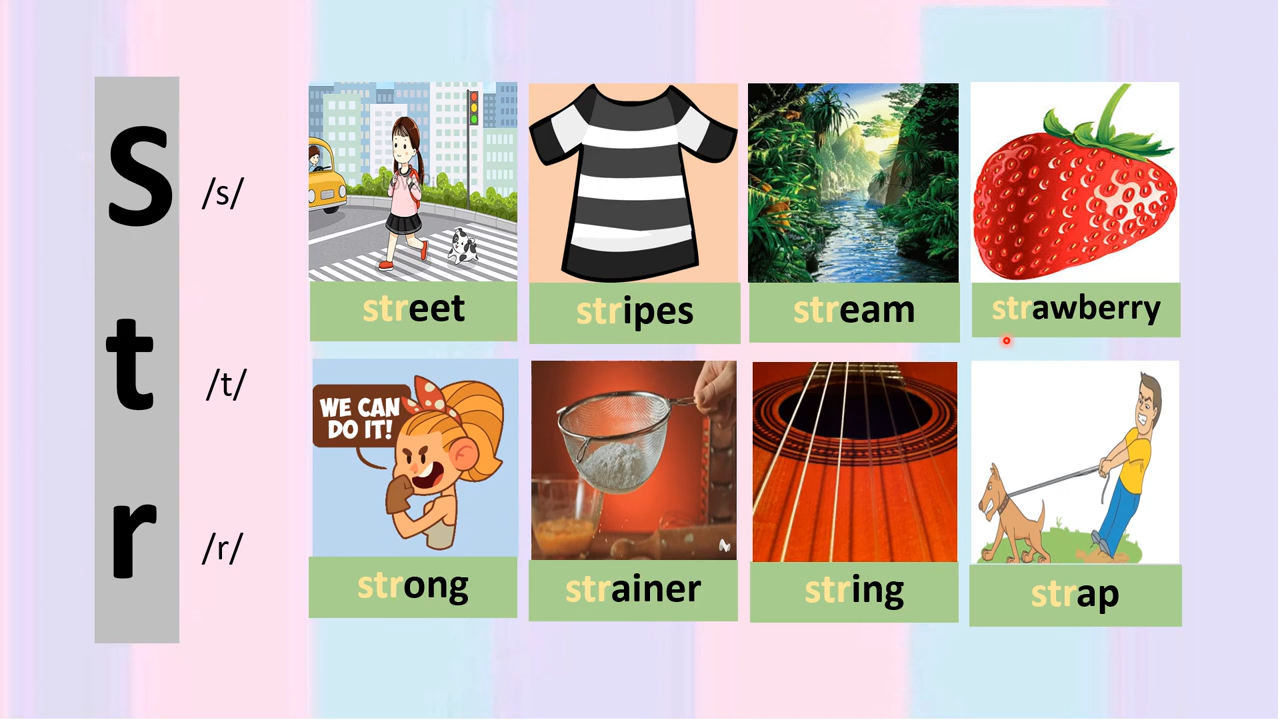 S /s/
t /t/
r /r/
street stripes stream strawberry
WE CAN
DO IT!
strong strainer string strap